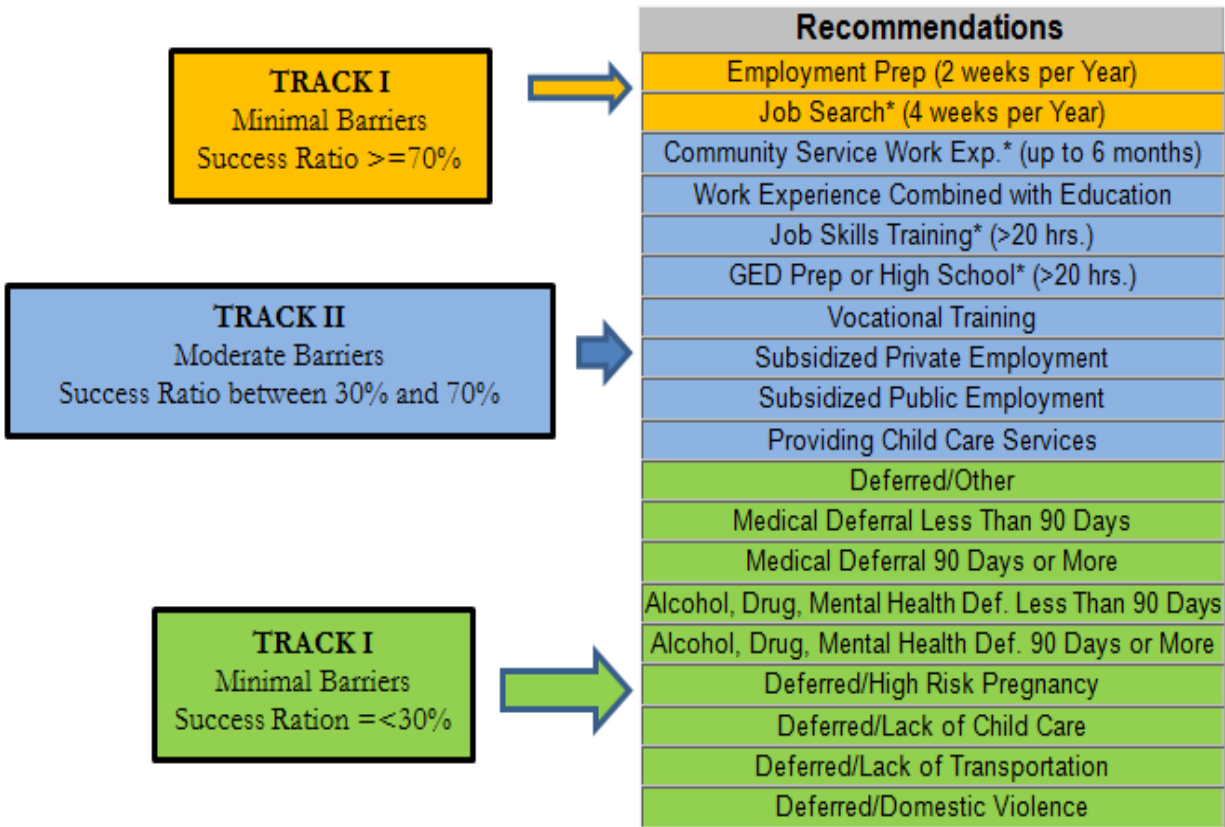 TRACK I
Minimal Barriers
Success Ratio >=70%
TRACK II
Moderate Barriers
Success Ratio between 30% and 70%
TRACK I
Minimal Barriers
Success Ration =<30%
Recommendations
Employment Prep (2 weeks per Year)
Job Search* (4 weeks per Year)
Community Service Work Exp.* (up to 6 months)
Work Experience Combined with Education
Job Skills Training* (>20 hrs.)
GED Prep or High School* (>20 hrs.)
Vocational Training
Subsidized Private Employment
Subsidized Public Employment
Providing Child Care Services
Deferred/Other
Medical Deferral Less Than 90 Days
Medical Deferral 90 Days or More
Alcohol, Drug, Mental Health Def. Less Than 90 Days
Alcohol, Drug, Mental Health Def. 90 Days or More
Deferred/High Risk Pregnancy
Deferred/Lack of Child Care
Deferred/Lack of Transportation
Deferred/Domestic Violence